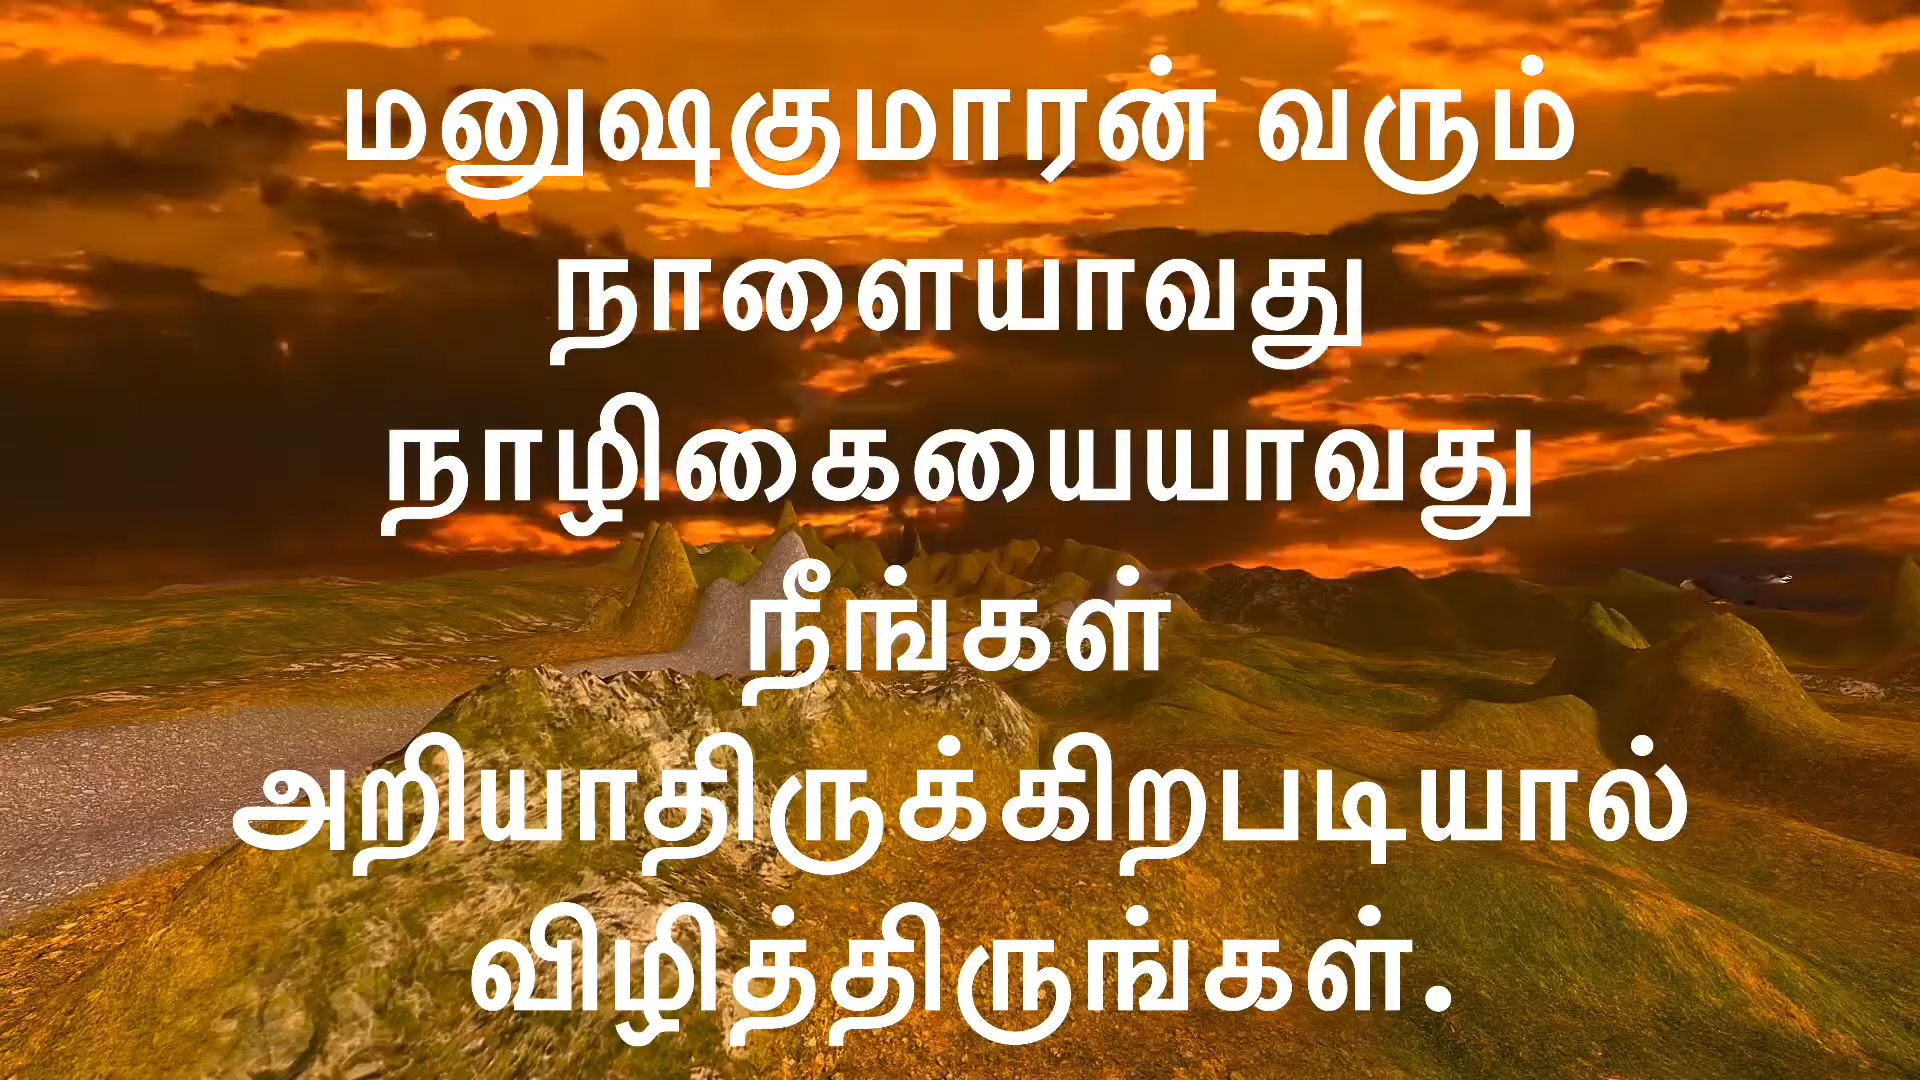 மனுஷகுமாரன் வரும்
நாளையாவது
நாழிகையையாவது
நீங்கள்
அறியாதிருக்கிறபடியால்
விழித்திருங்கள்.